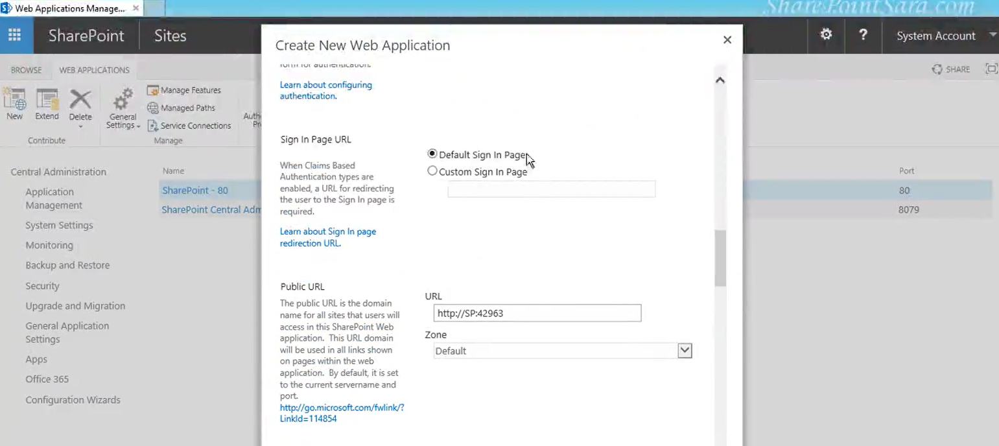 Web Applications Manage...
SharePointSara.com
SharePoint
Sites
Create New Web Application
System Account
BROWSE
WEB APPLICATIONS
SHARE
New
Extend
Delete
General
Settings
Manage Features
Managed Paths
Service Connections
Auth
Pr
Contribute
Manage
form for authentication.
Learn about configuring
authentication.
Central Administration
Application
Management
System Settings
Monitoring
Backup and Restore
Security
Upgrade and Migration
General Application
Settings
Apps
Office 365
Configuration Wizards
Name
SharePoint - 80
SharePoint Central Adm
Port
80
8079
Sign In Page URL
When Claims Based
Authentication types are
enabled, a URL for redirecting
the user to the Sign In page is
required.
Learn about Sign In page
redirection URL.
Default Sign In Page
Custom Sign In Page
Public URL
The public URL is the domain
name for all sites that users will
access in this SharePoint Web
application. This URL domain
will be used in all links shown
on pages within the web
application. By default, it is set
to the current servername and
port.
http://go.microsoft.com/fwlink/?
LinkId=114854
URL
http://SP:42963
Zone
Default